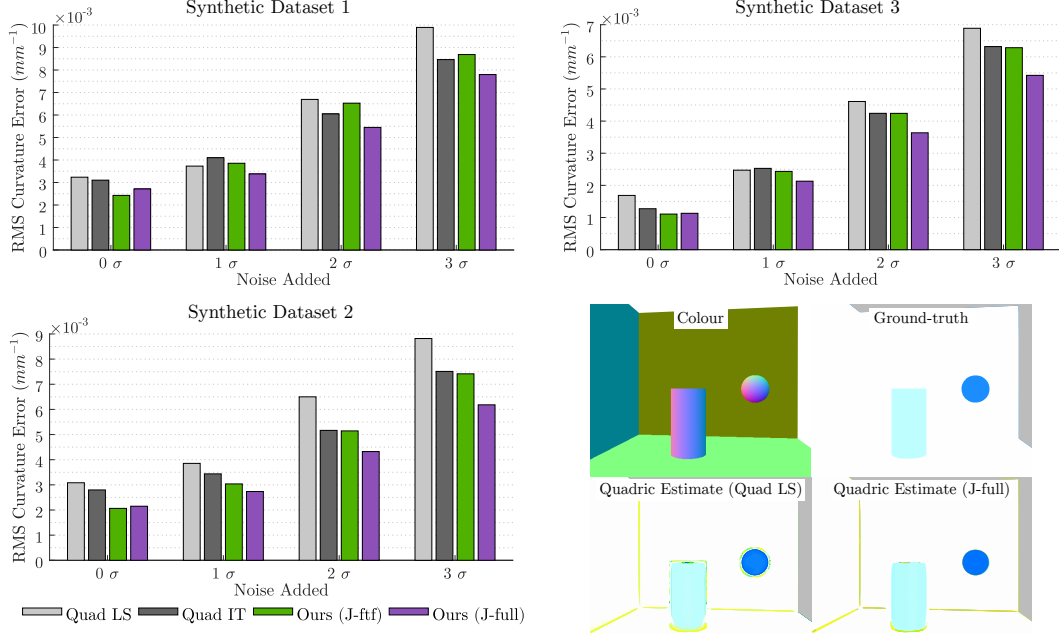 Synthetic Dataset 1
×10⁻³
RMS Curvature Error (mm⁻¹)
10
9
8
7
6
5
4
3
2
1
0
0 σ
1 σ
2 σ
3 σ
Noise Added
Synthetic Dataset 3
×10⁻³
RMS Curvature Error (mm⁻¹)
7
6
5
4
3
2
1
0
0 σ
1 σ
2 σ
3 σ
Noise Added
Synthetic Dataset 2
×10⁻³
RMS Curvature Error (mm⁻¹)
9
8
7
6
5
4
3
2
1
0
0 σ
1 σ
2 σ
3 σ
Noise Added
Quad LS
Quad IT
Ours (J-ftf)
Ours (J-full)
Colour
Ground-truth
Quadric Estimate (Quad LS)
Quadric Estimate (J-full)